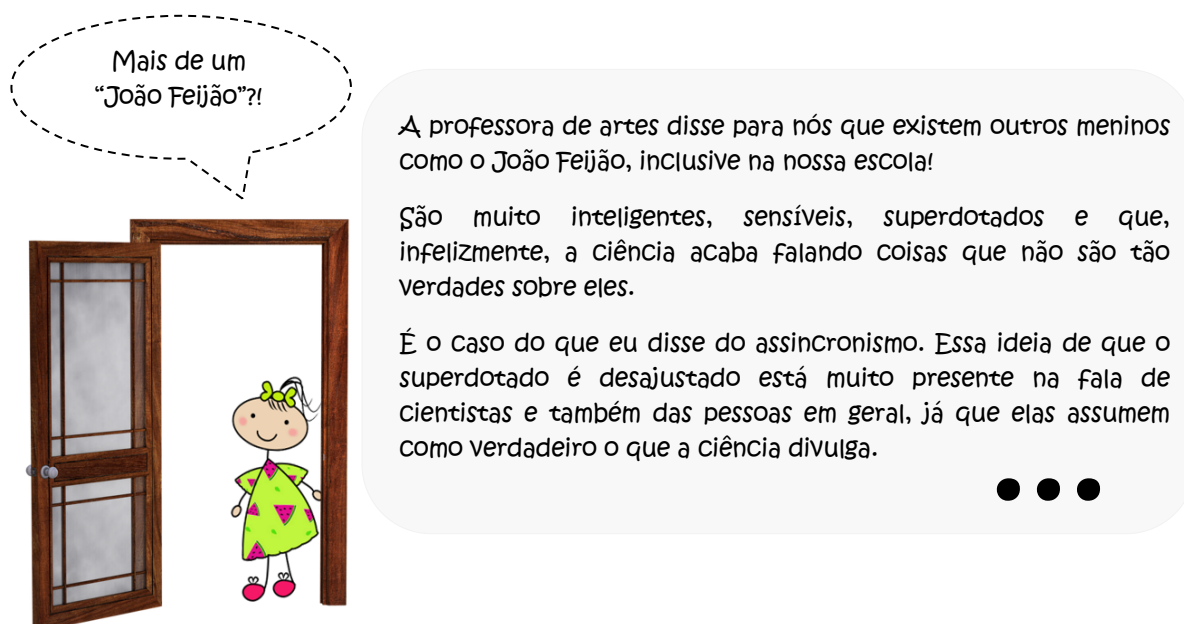 Mais de um
“João Feijão”?!
A professora de artes disse para nós que existem outros meninos
como o João Feijão, inclusive na nossa escola!
São muito inteligentes, sensíveis, superdotados e que,
infelizmente, a ciência acaba falando coisas que não são tão
verdades sobre eles.
É o caso do que eu disse do assincronismo. Essa ideia de que o
superdotado é desajustado está muito presente na fala de
cientistas e também das pessoas em geral, já que elas assumem
como verdadeiro o que a ciência divulga.